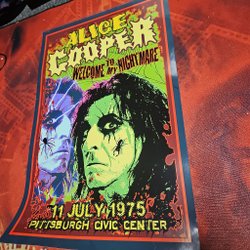 ALICE
COOPER
WELCOME TO MY NIGHTMARE
11 JULY 1975
PITTSBURGH CIVIC CENTER